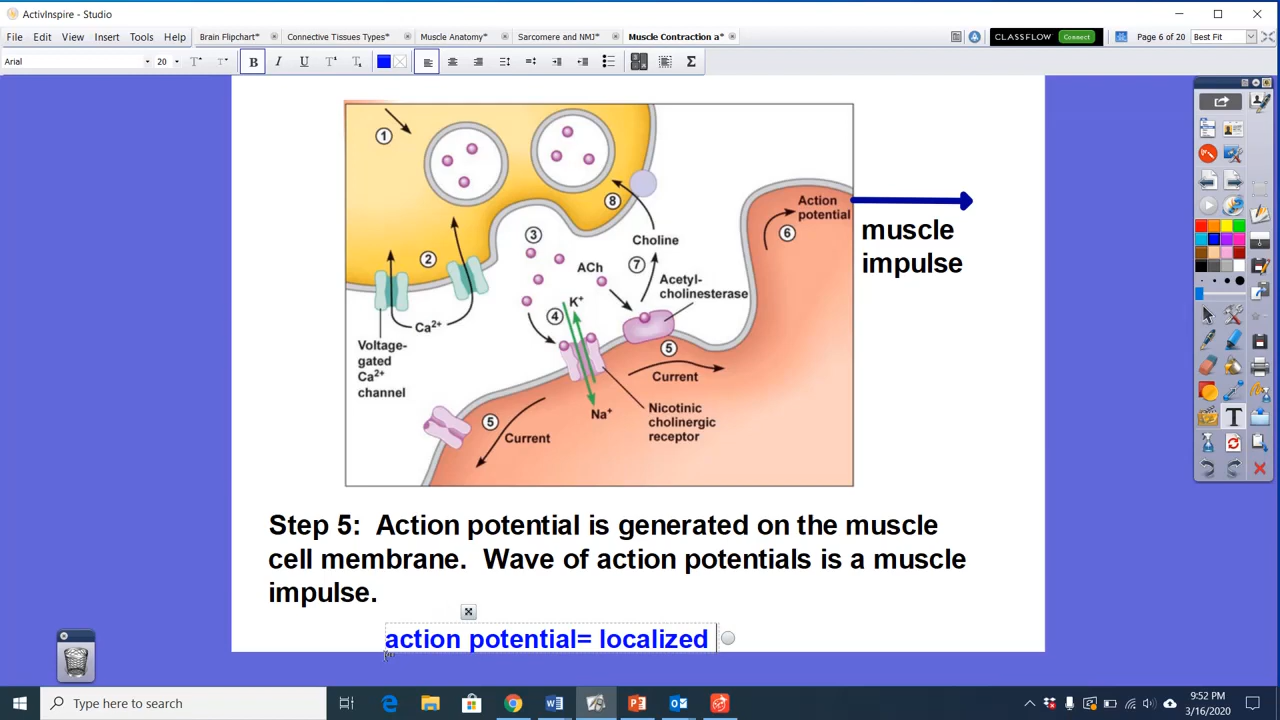 ActivInspire - Studio
File Edit View Insert Tools Help
Brain Flipchart* Connective Tissues Types* Muscle Anatomy* Sarcomere and NMJ* Muscle Contraction a*
CLASSFLOW Connect
Page 6 of 20
Best Fit
Arial 20
1
2
3
4
5
5
6
7
8
Action
potential
muscle
impulse
Choline
ACh
Acetyl-
cholinesterase
K+
Ca2+
Voltage-
gated
Ca2+
channel
Current
Na+
Nicotinic
cholinergic
receptor
Current
Step 5: Action potential is generated on the muscle
cell membrane. Wave of action potentials is a muscle
impulse.
action potential= localized
Type here to search
9:52 PM
3/16/2020